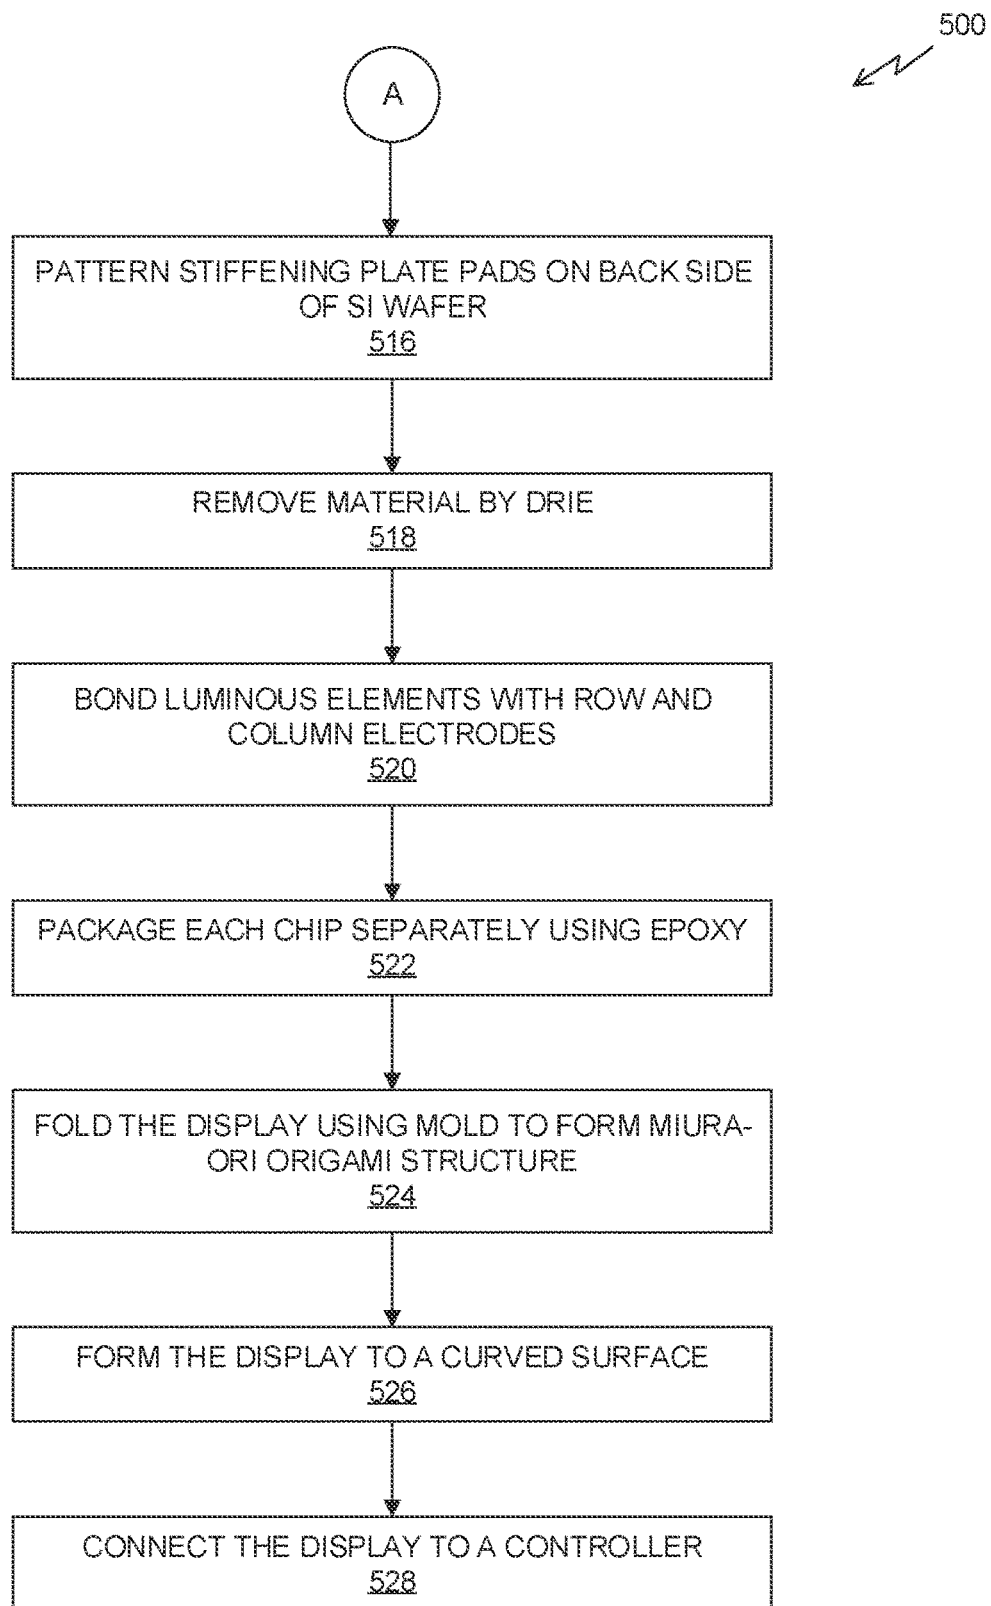 500
A
PATTERN STIFFENING PLATE PADS ON BACK SIDE
OF SI WAFER
516
REMOVE MATERIAL BY DRIE
518
BOND LUMINOUS ELEMENTS WITH ROW AND
COLUMN ELECTRODES
520
PACKAGE EACH CHIP SEPARATELY USING EPOXY
522
FOLD THE DISPLAY USING MOLD TO FORM MIURA-
ORI ORIGAMI STRUCTURE
524
FORM THE DISPLAY TO A CURVED SURFACE
526
CONNECT THE DISPLAY TO A CONTROLLER
528